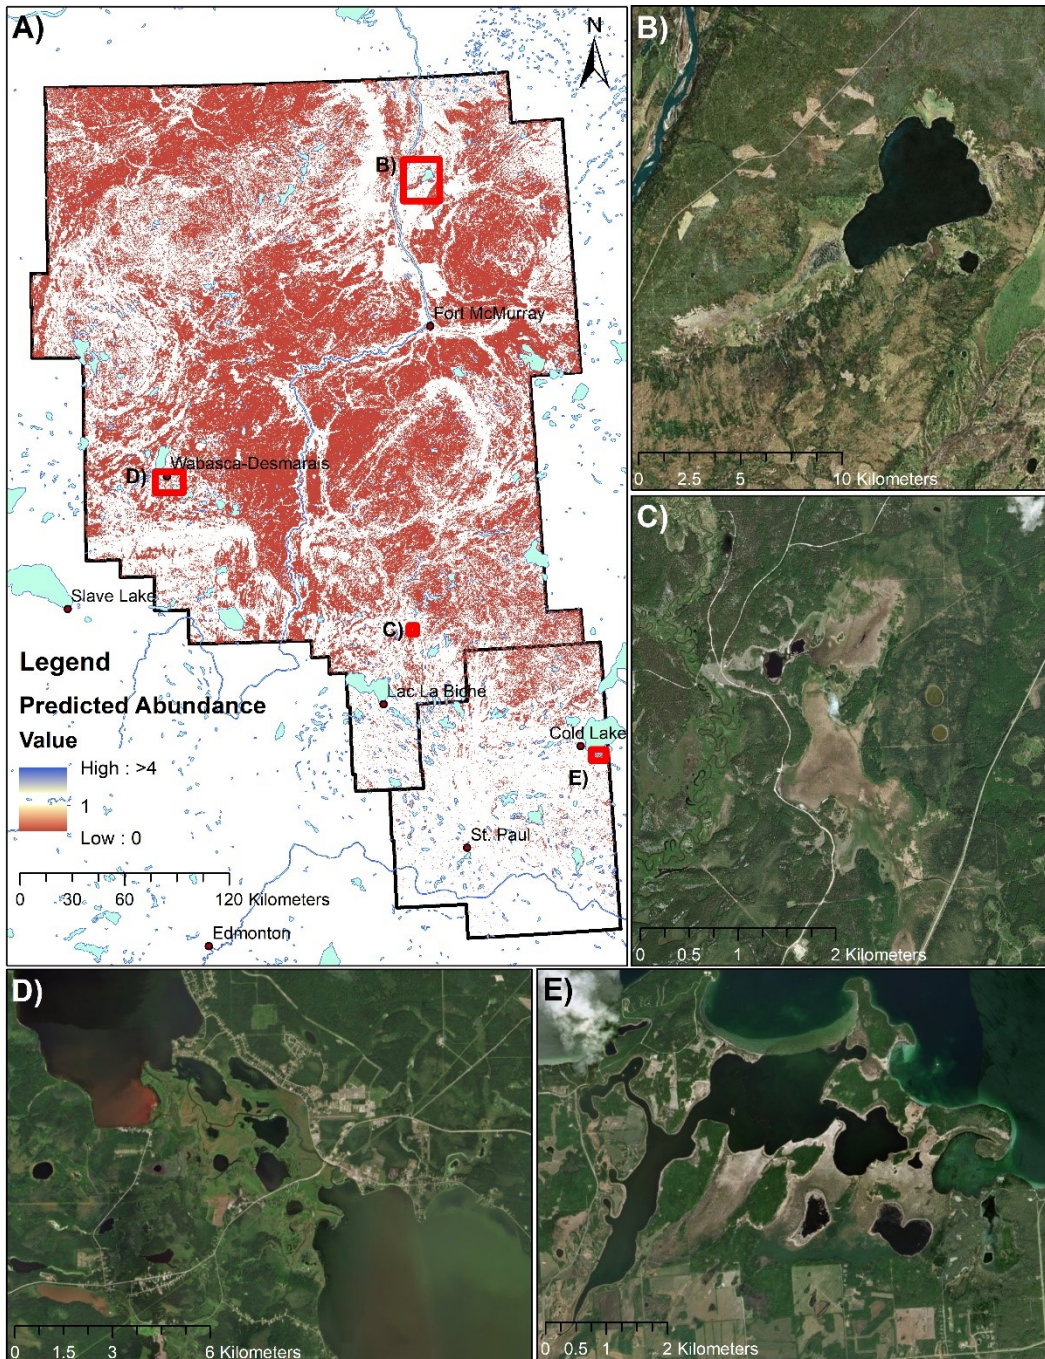 A)
N
B)
Fort McMurray
Wabasca-Desmarais
D)
Slave Lake
C)
Lac La Biche
Cold Lake
E)
St. Paul
Edmonton
Legend
Predicted Abundance
Value
High : >4
1
Low : 0
0 30 60 120 Kilometers
B)
0 2.5 5 10 Kilometers
C)
0 0.5 1 2 Kilometers
D)
0 1.5 3 6 Kilometers
E)
0 0.5 1 2 Kilometers